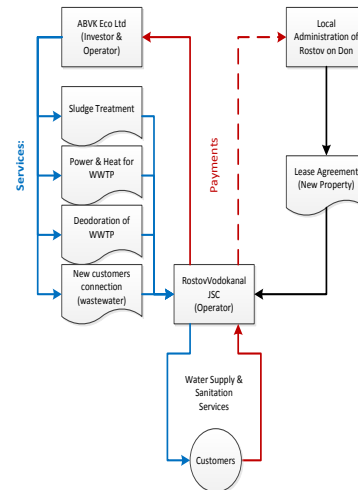 ABVK Eco Ltd
(Investor &
Operator)
Local
Administration of
Rostov on Don
Services:
Sludge Treatment
Payments
Power & Heat for
WWTP
Lease Agreement
(New Property)
Deodoration of
WWTP
New customers
connection
(wastewater)
RostovVodokanal
JSC
(Operator)
Water Supply &
Sanitation
Services
Customers